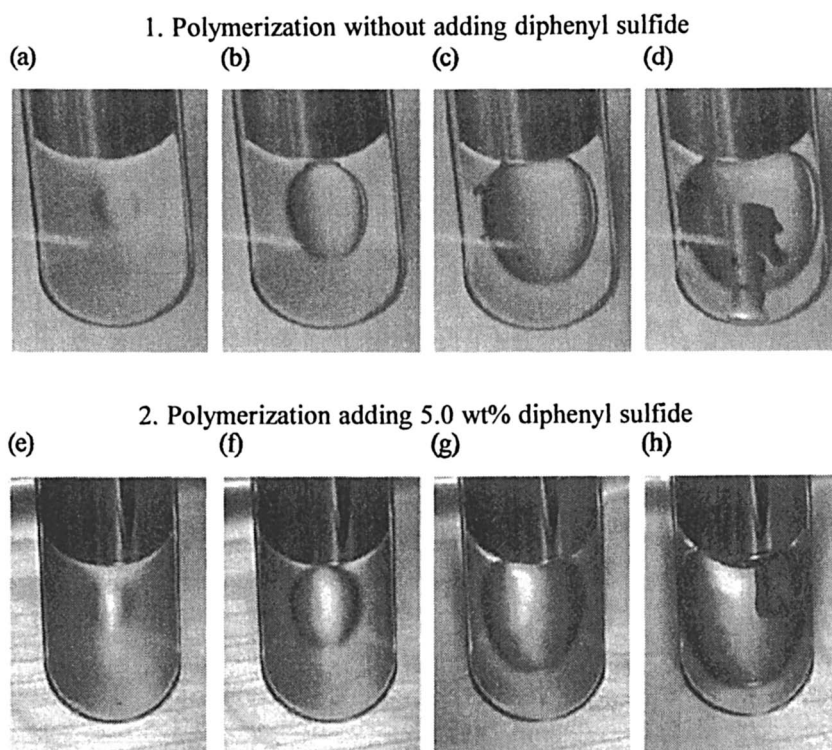 1. Polymerization without adding diphenyl sulfide
(a) (b) (c) (d)
2. Polymerization adding 5.0 wt% diphenyl sulfide
(e) (f) (g) (h)